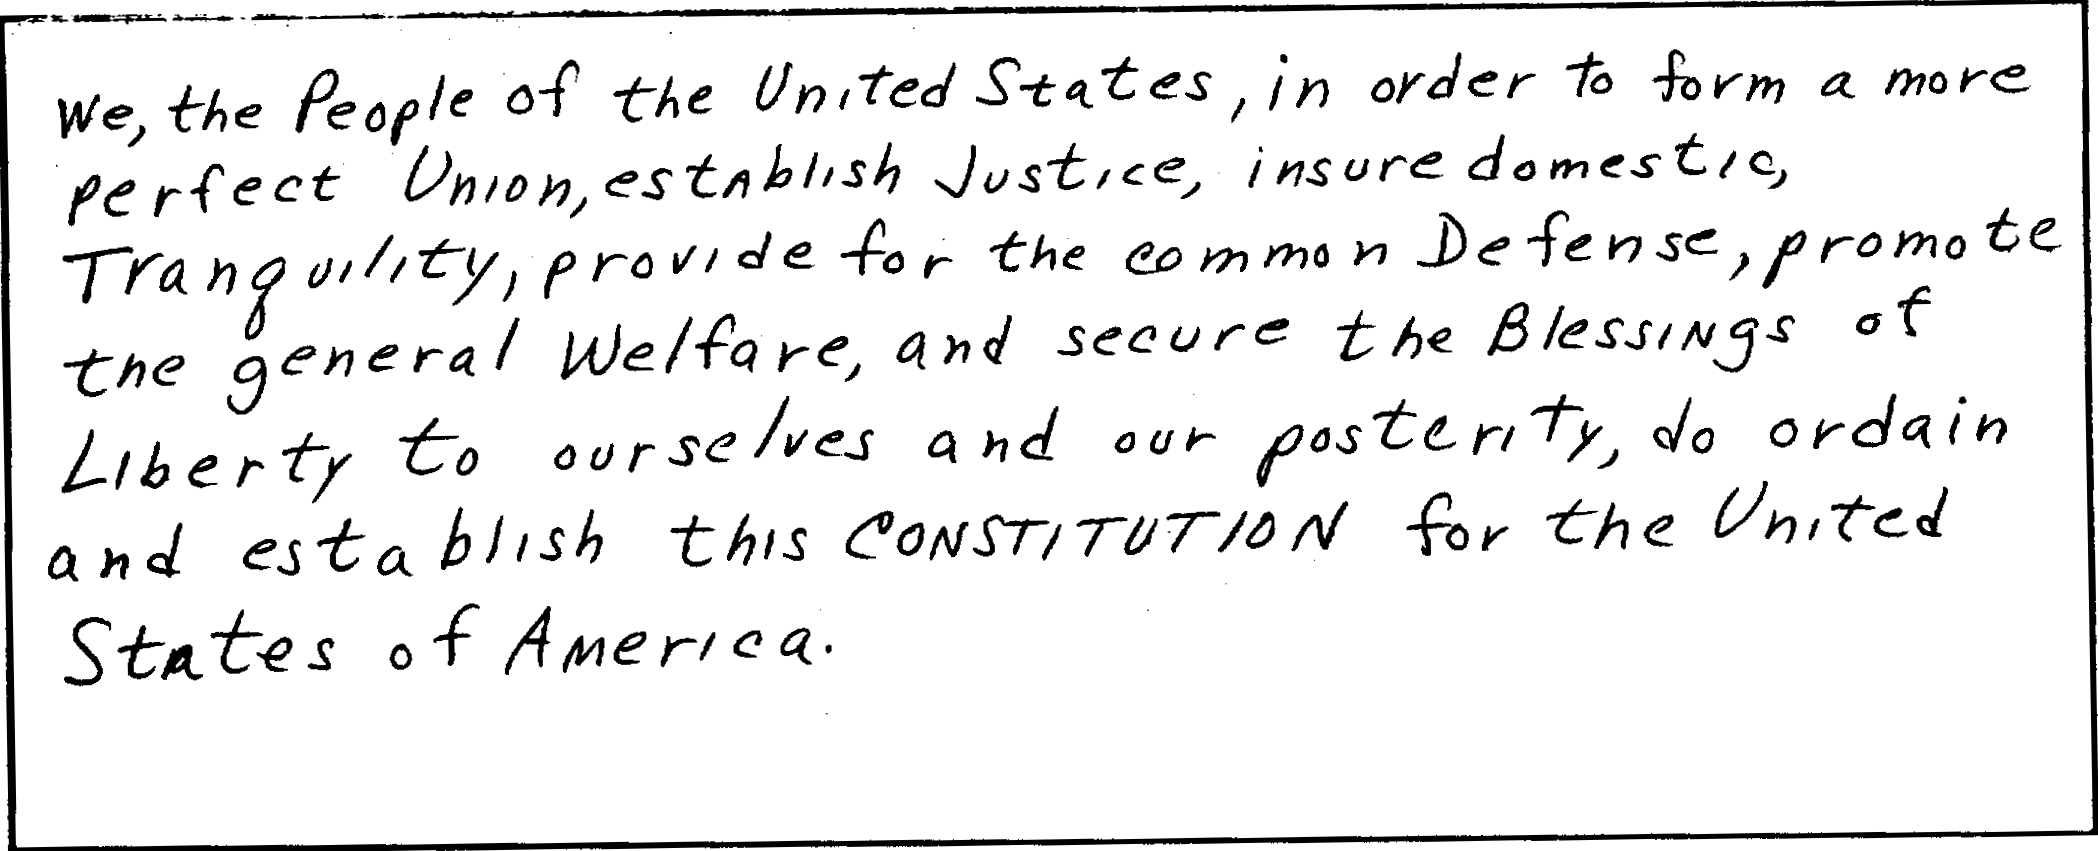 We, the People of the United States, in order to form a more
perfect Union, establish Justice, insure domestic,
Tranquility, provide for the common Defense, promote
the general Welfare, and secure the Blessings of
Liberty to ourselves and our posterity, do ordain
and establish this CONSTITUTION for the United
States of America.